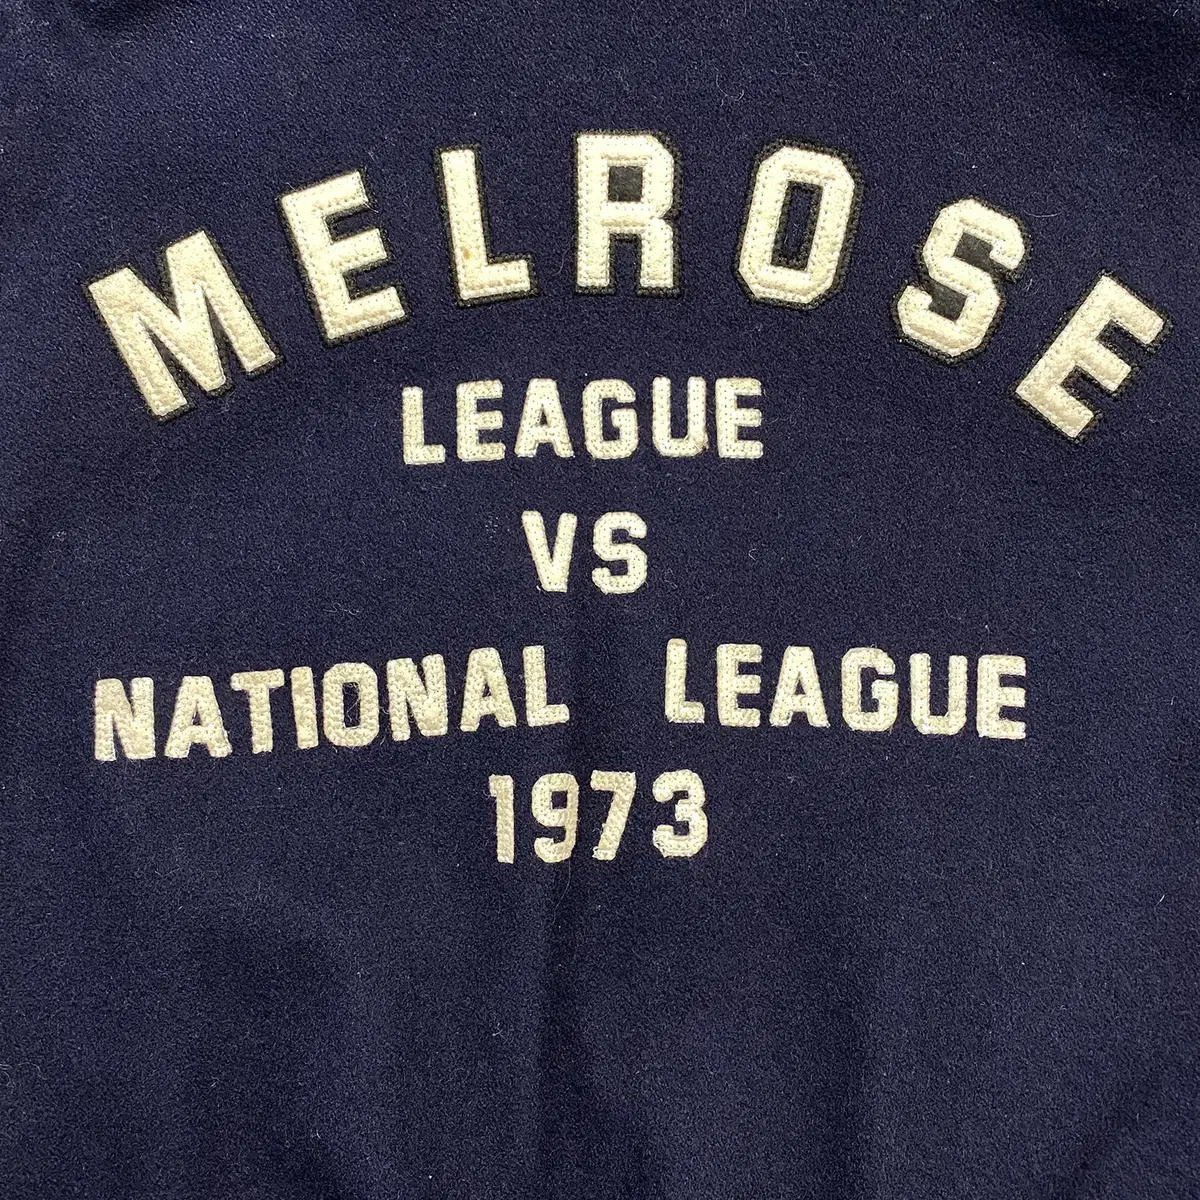 MELROSE
LEAGUE
VS
NATIONAL LEAGUE
1973